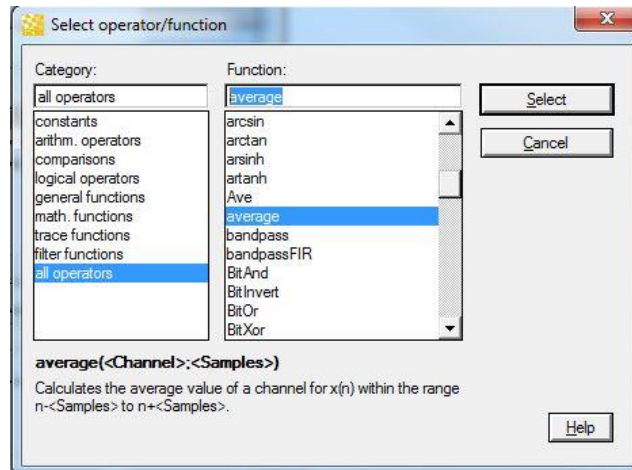 Select operator/function
Category:
Function:
all operators
average
Select
Cancel
constants
arithm. operators
comparisons
logical operators
general functions
math. functions
trace functions
filter functions
all operators
arcsin
arctan
arsinh
artanh
Ave
average
bandpass
bandpassFIR
BitAnd
BitInvert
BitOr
BitXor
average(<Channel>;<Samples>)
Calculates the average value of a channel for x(n) within the range
n-<Samples> to n+<Samples>.
Help